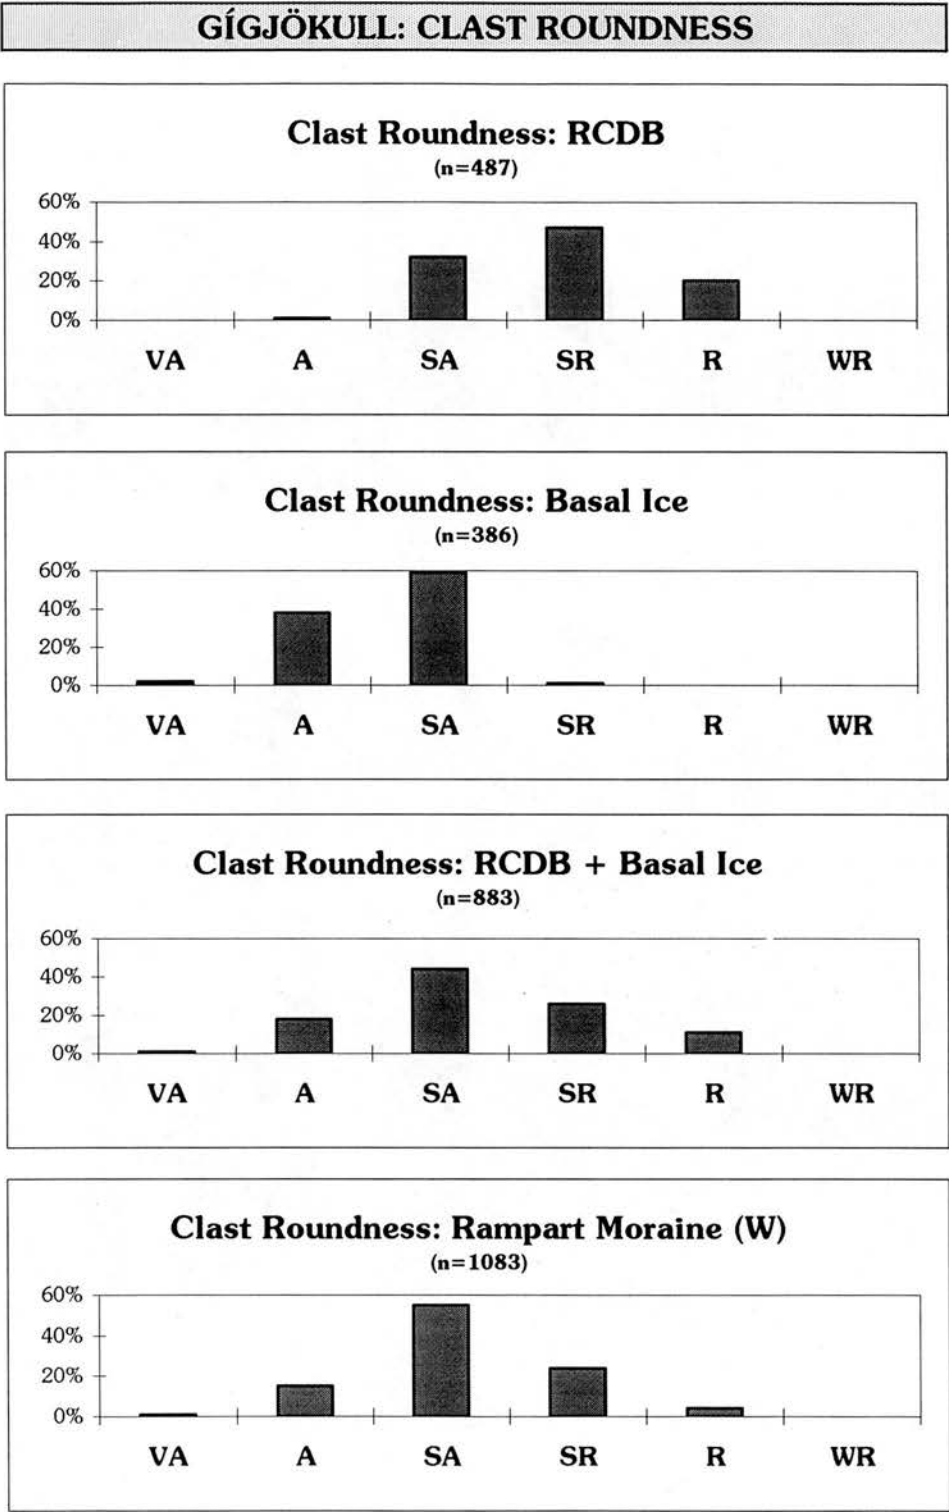 GÍGJÖKULL: CLAST ROUNDNESS
Clast Roundness: RCDB
(n=487)
60%
40%
20%
0%
VA A SA SR R WR
Clast Roundness: Basal Ice
(n=386)
60%
40%
20%
0%
VA A SA SR R WR
Clast Roundness: RCDB + Basal Ice
(n=883)
60%
40%
20%
0%
VA A SA SR R WR
Clast Roundness: Rampart Moraine (W)
(n=1083)
60%
40%
20%
0%
VA A SA SR R WR